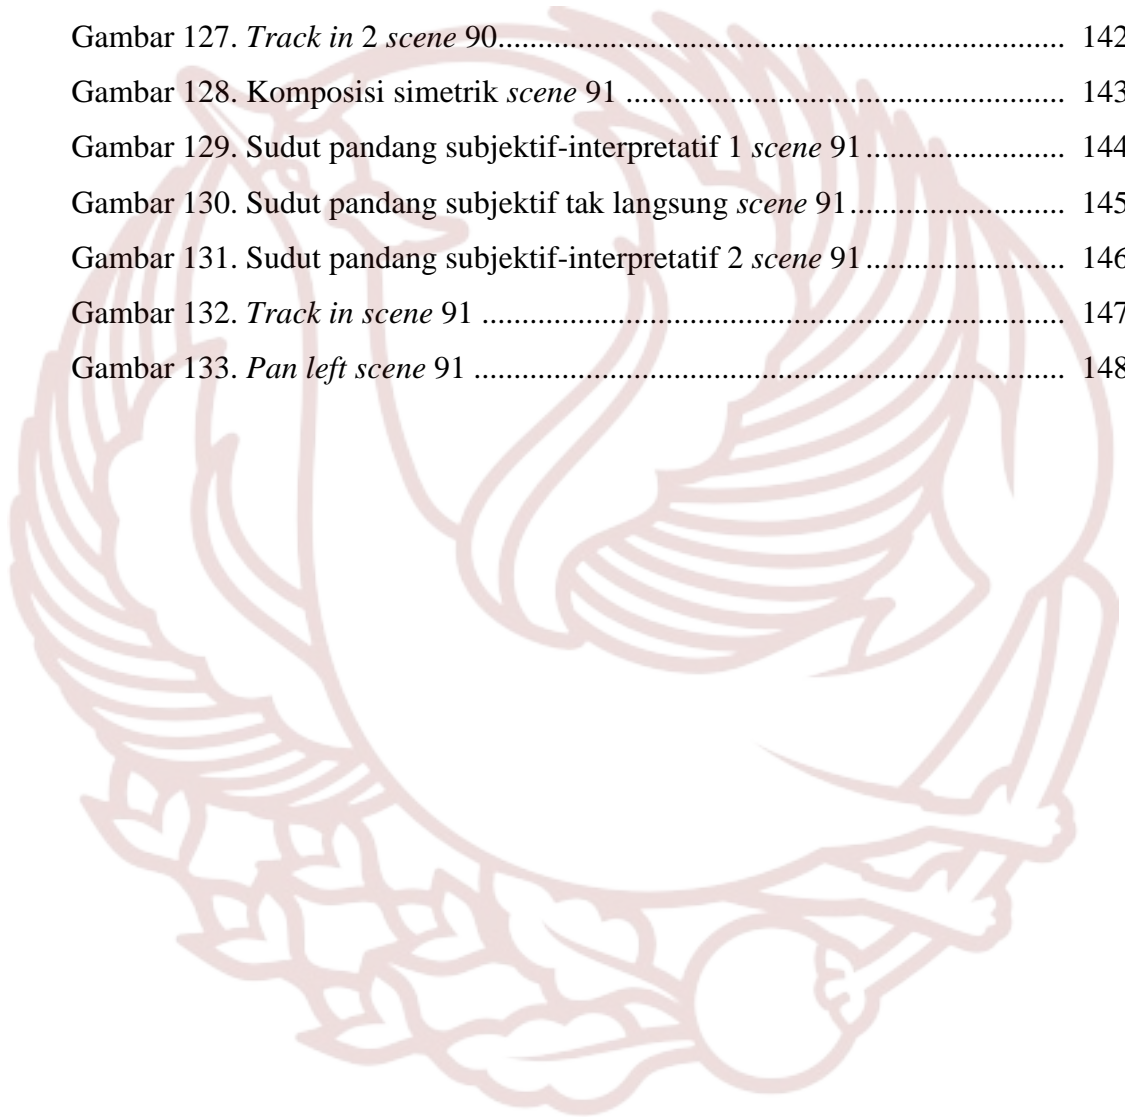 Gambar 127. Track in 2 scene 90...................................................................... 142
Gambar 128. Komposisi simetrik scene 91 ...................................................... 143
Gambar 129. Sudut pandang subjektif-interpretatif 1 scene 91........................ 144
Gambar 130. Sudut pandang subjektif tak langsung scene 91.......................... 145
Gambar 131. Sudut pandang subjektif-interpretatif 2 scene 91........................ 146
Gambar 132. Track in scene 91 ........................................................................ 147
Gambar 133. Pan left scene 91 ......................................................................... 148